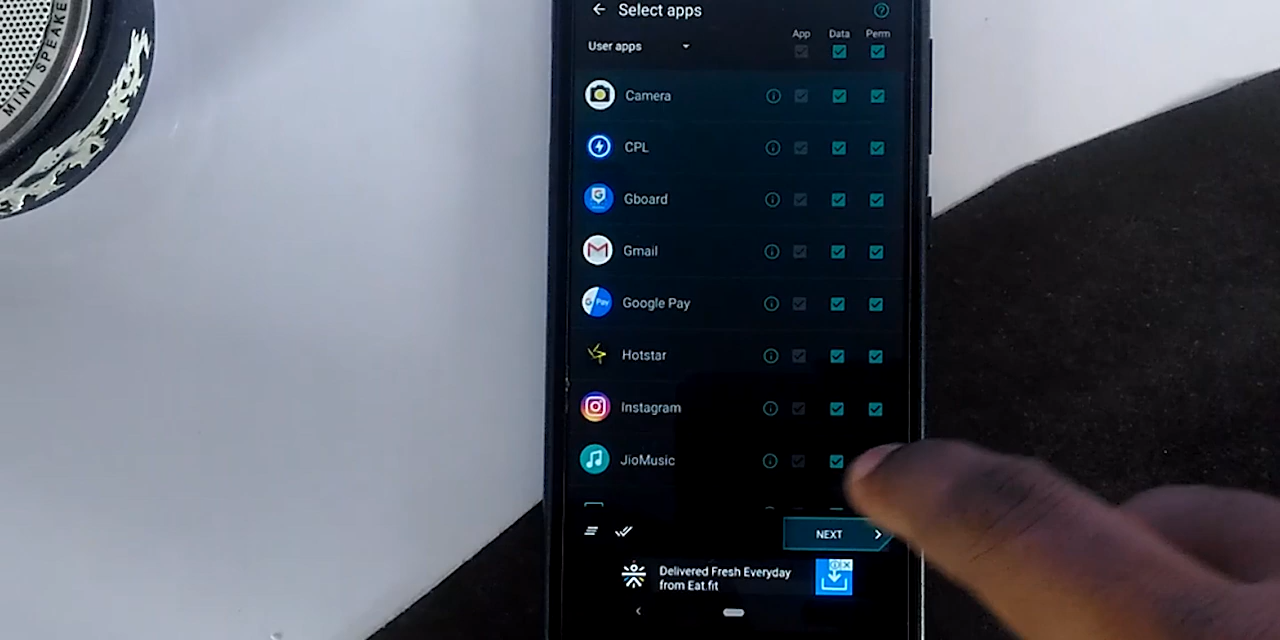 MINI SPEAKE
Select apps
App Data Perm
User apps
Camera
CPL
Gboard
Gmail
Google Pay
Hotstar
Instagram
JioMusic
NEXT
Delivered Fresh Everyday
from Eat.fit